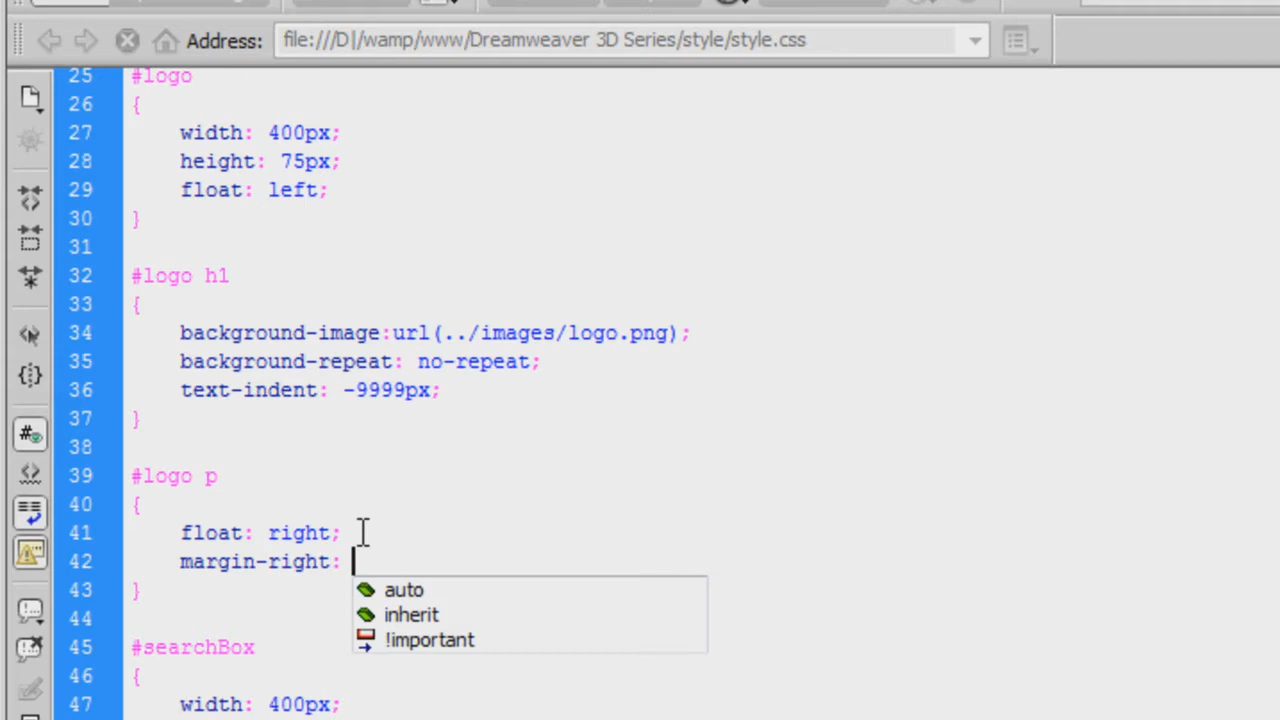 Address: file:///D|/wamp/www/Dreamweaver 3D Series/style/style.css
25 #logo
26 {
27 width: 400px;
28 height: 75px;
29 float: left;
30 }
31
32 #logo h1
33 {
34 background-image:url(../images/logo.png);
35 background-repeat: no-repeat;
36 text-indent: -9999px;
37 }
38
39 #logo p
40 {
41 float: right;
42 margin-right:
auto
43 }
inherit
44
!important
45 #searchBox
46 {
47 width: 400px;